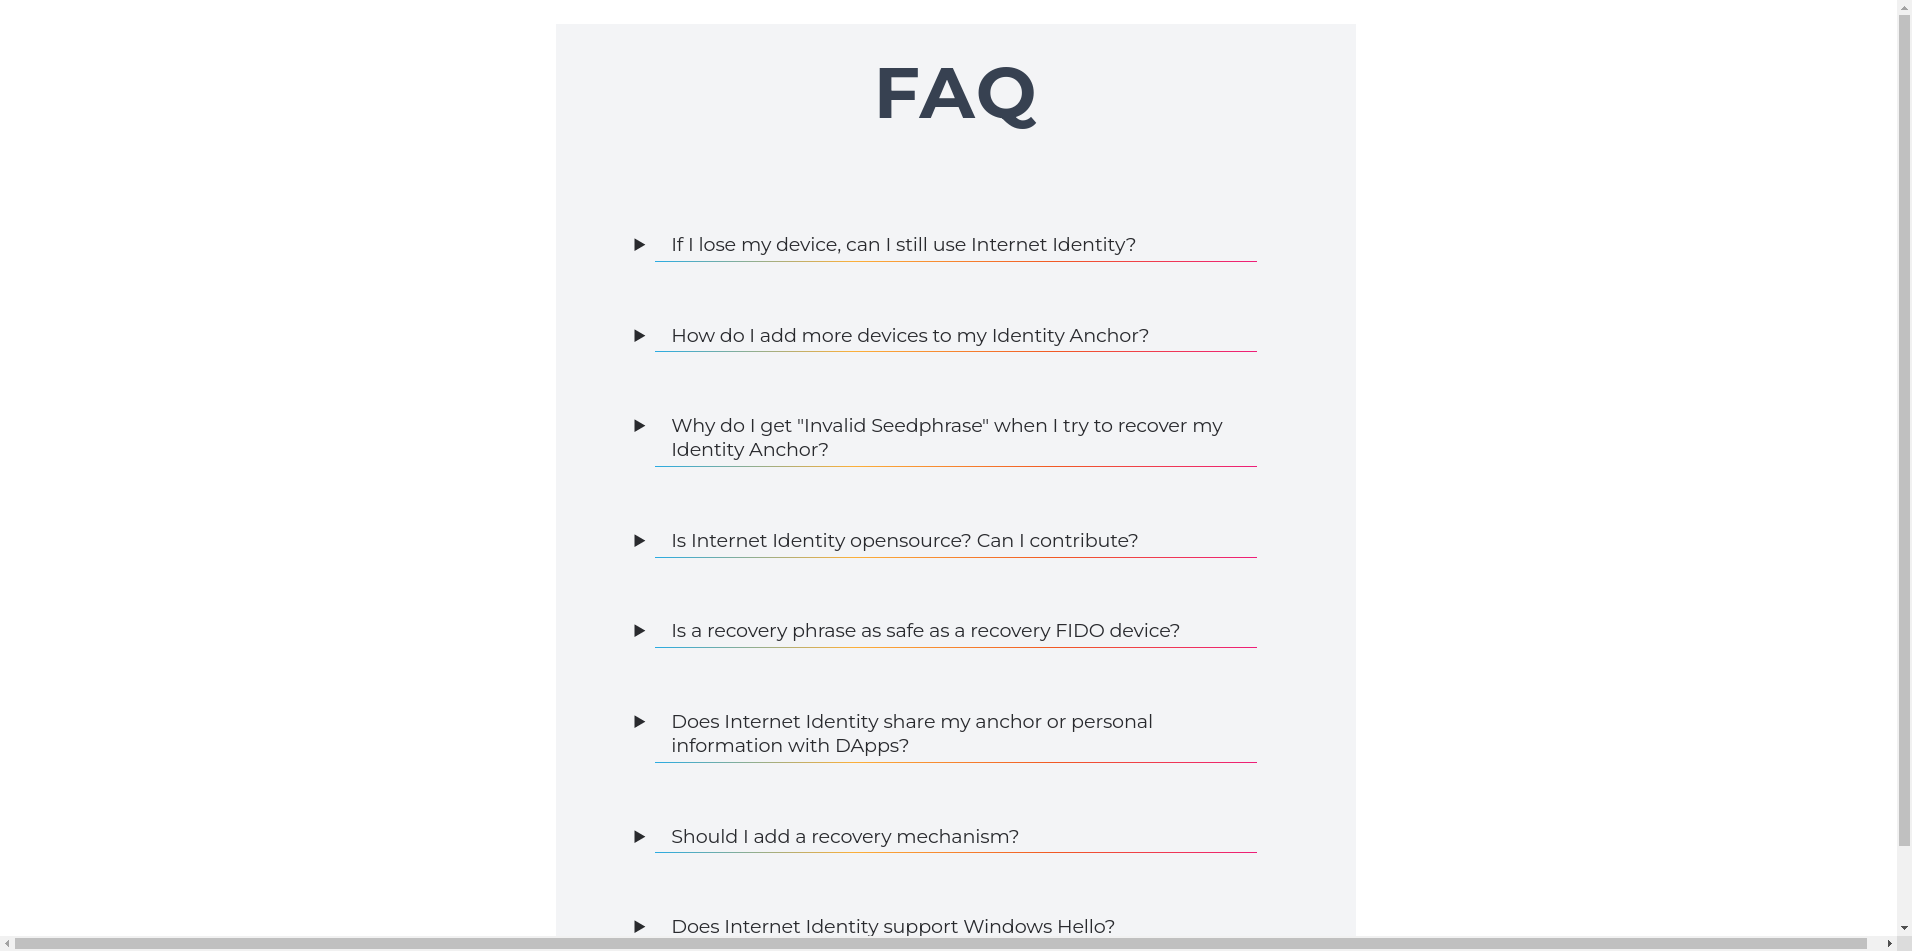 FAQ
If I lose my device, can I still use Internet Identity?
How do I add more devices to my Identity Anchor?
Why do I get "Invalid Seedphrase" when I try to recover my
Identity Anchor?
Is Internet Identity opensource? Can I contribute?
Is a recovery phrase as safe as a recovery FIDO device?
Does Internet Identity share my anchor or personal
information with DApps?
Should I add a recovery mechanism?
Does Internet Identity support Windows Hello?